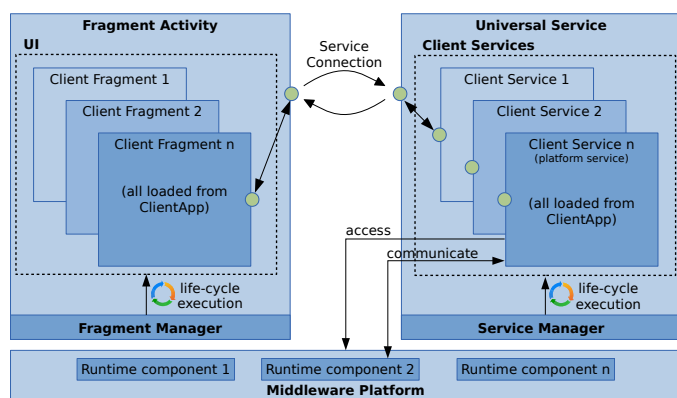 Fragment Activity
UI
Client Fragment 1
Client Fragment 2
Client Fragment n
(all loaded from
ClientApp)
life-cycle
execution
Fragment Manager
Service
Connection
Universal Service
Client Services
Client Service 1
Client Service 2
Client Service n
(platform service)
(all loaded from
ClientApp)
access
communicate
life-cycle
execution
Service Manager
Runtime component 1
Runtime component 2
Runtime component n
Middleware Platform